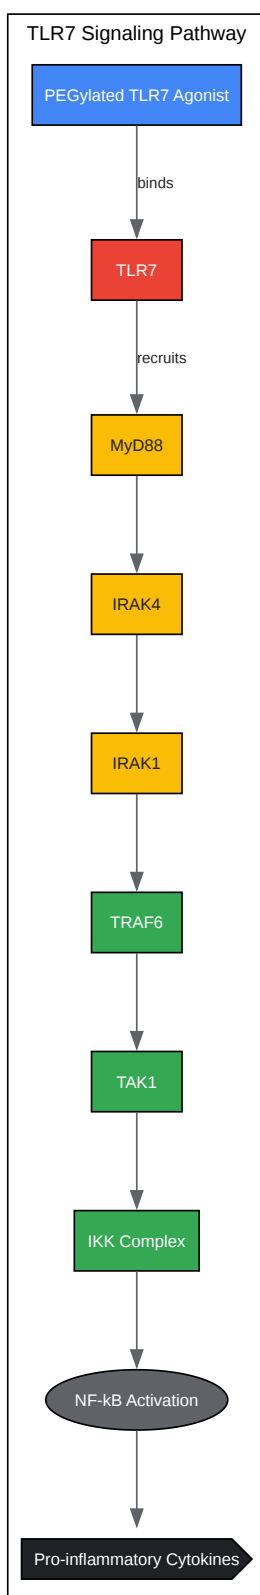 TLR7 Signaling Pathway
PEGylated TLR7 Agonist
binds
TLR7
recruits
MyD88
IRAK4
IRAK1
TRAF6
TAK1
IKK Complex
NF-kB Activation
Pro-inflammatory Cytokines